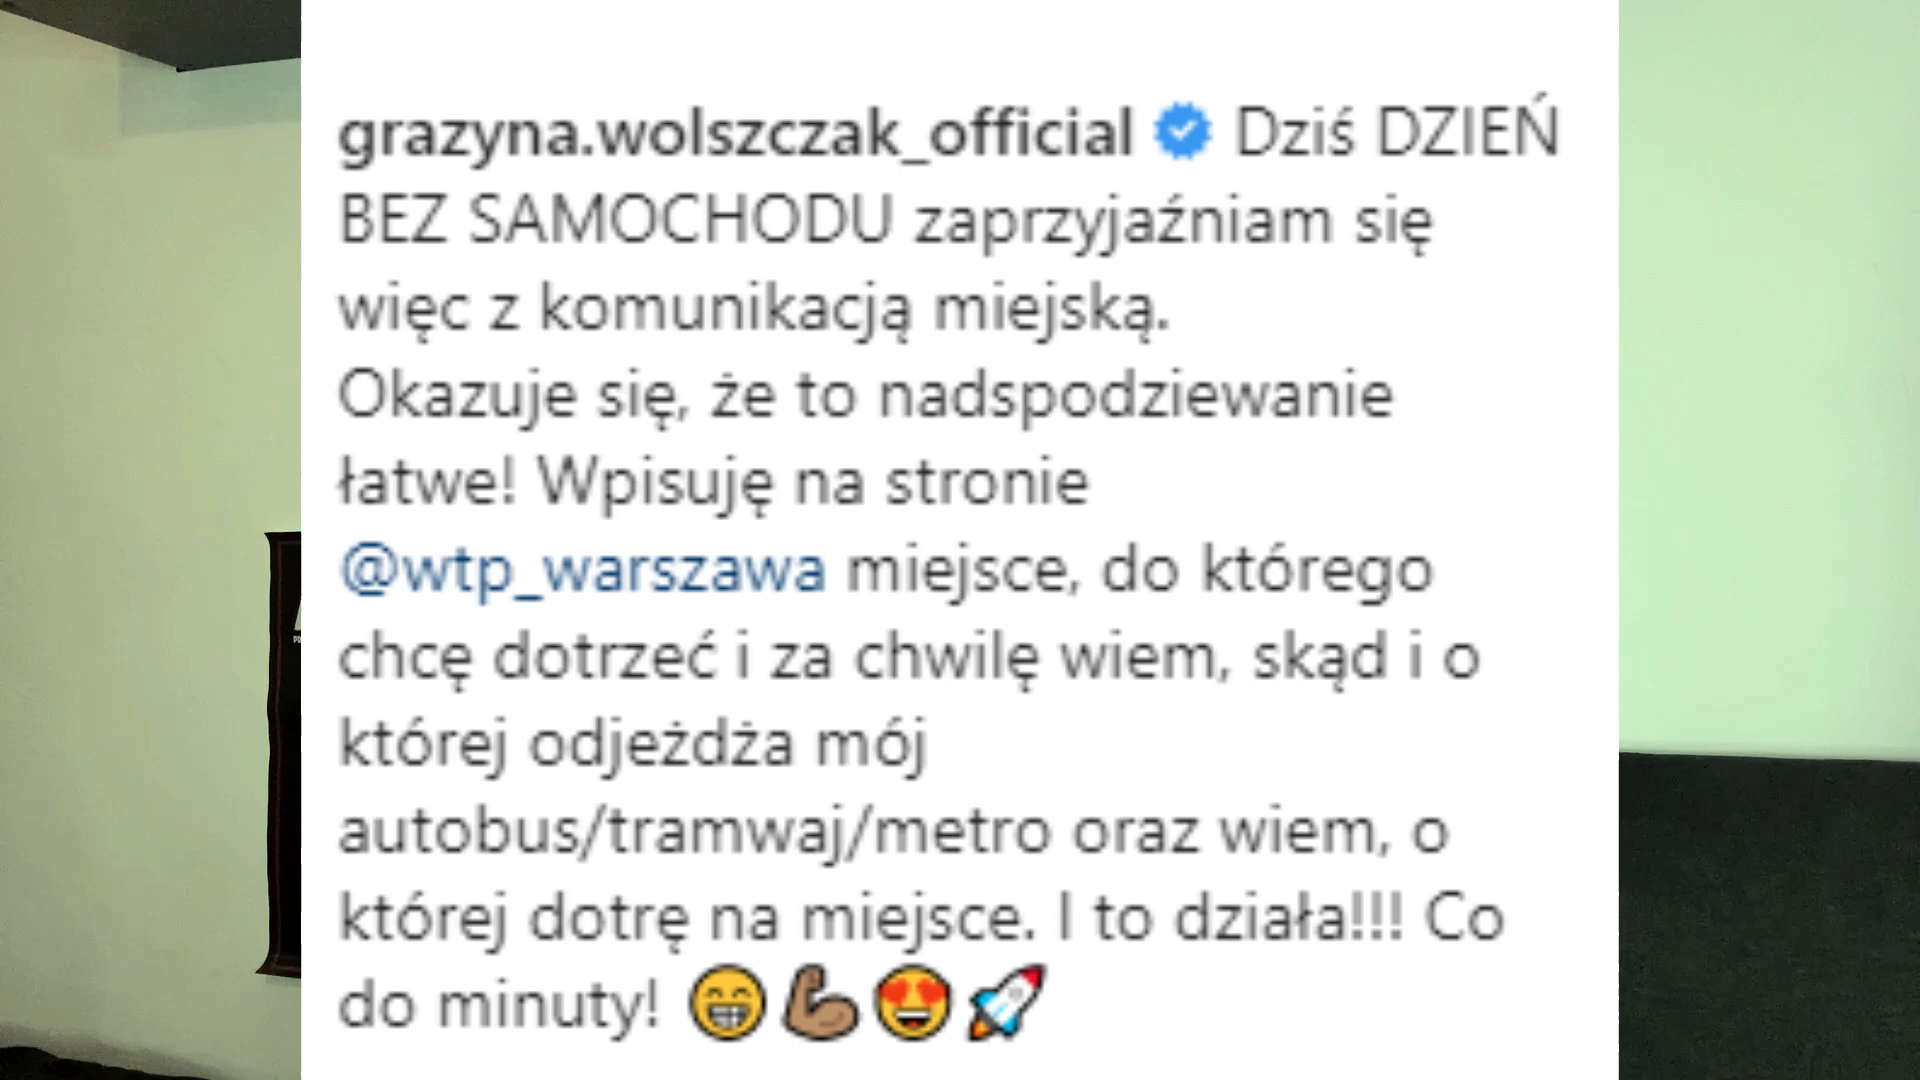 grazyna.wolszczak_official Dziś DZIEŃ
BEZ SAMOCHODU zaprzyjaźniam się
więc z komunikacją miejską.
Okazuje się, że to nadspodziewanie
łatwe! Wpisuję na stronie
@wtp_warszawa miejsce, do którego
chcę dotrzeć i za chwilę wiem, skąd i o
której odjeżdża mój
autobus/tramwaj/metro oraz wiem, o
której dotrę na miejsce. I to działa!!! Co
do minuty! 😁💪🏽😍🚀